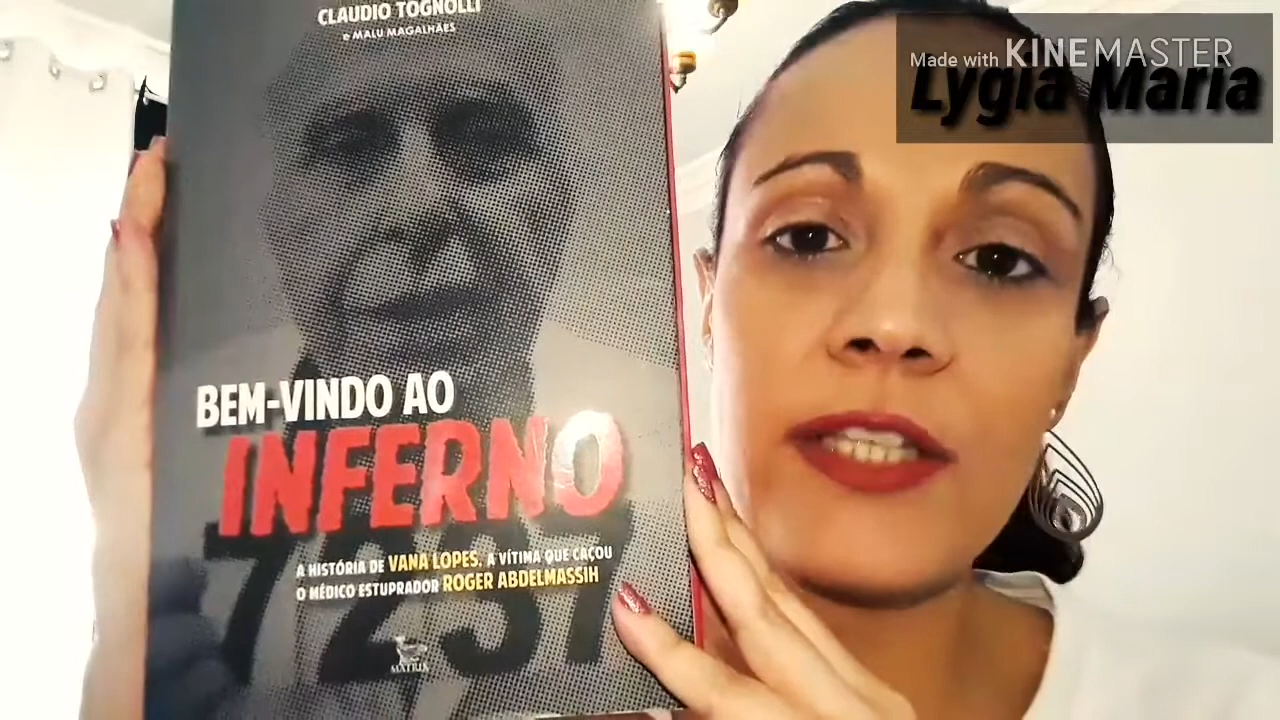 CLAUDIO TOGNOLLI
e MALU MAGALHÃES
Made with KINEMASTER
Lygia Maria
BEM-VINDO AO
INFERNO
7237
A HISTÓRIA DE VANA LOPES, A VÍTIMA QUE CAÇOU
O MÉDICO ESTUPRADOR ROGER ABDELMASSIH
MATRIX